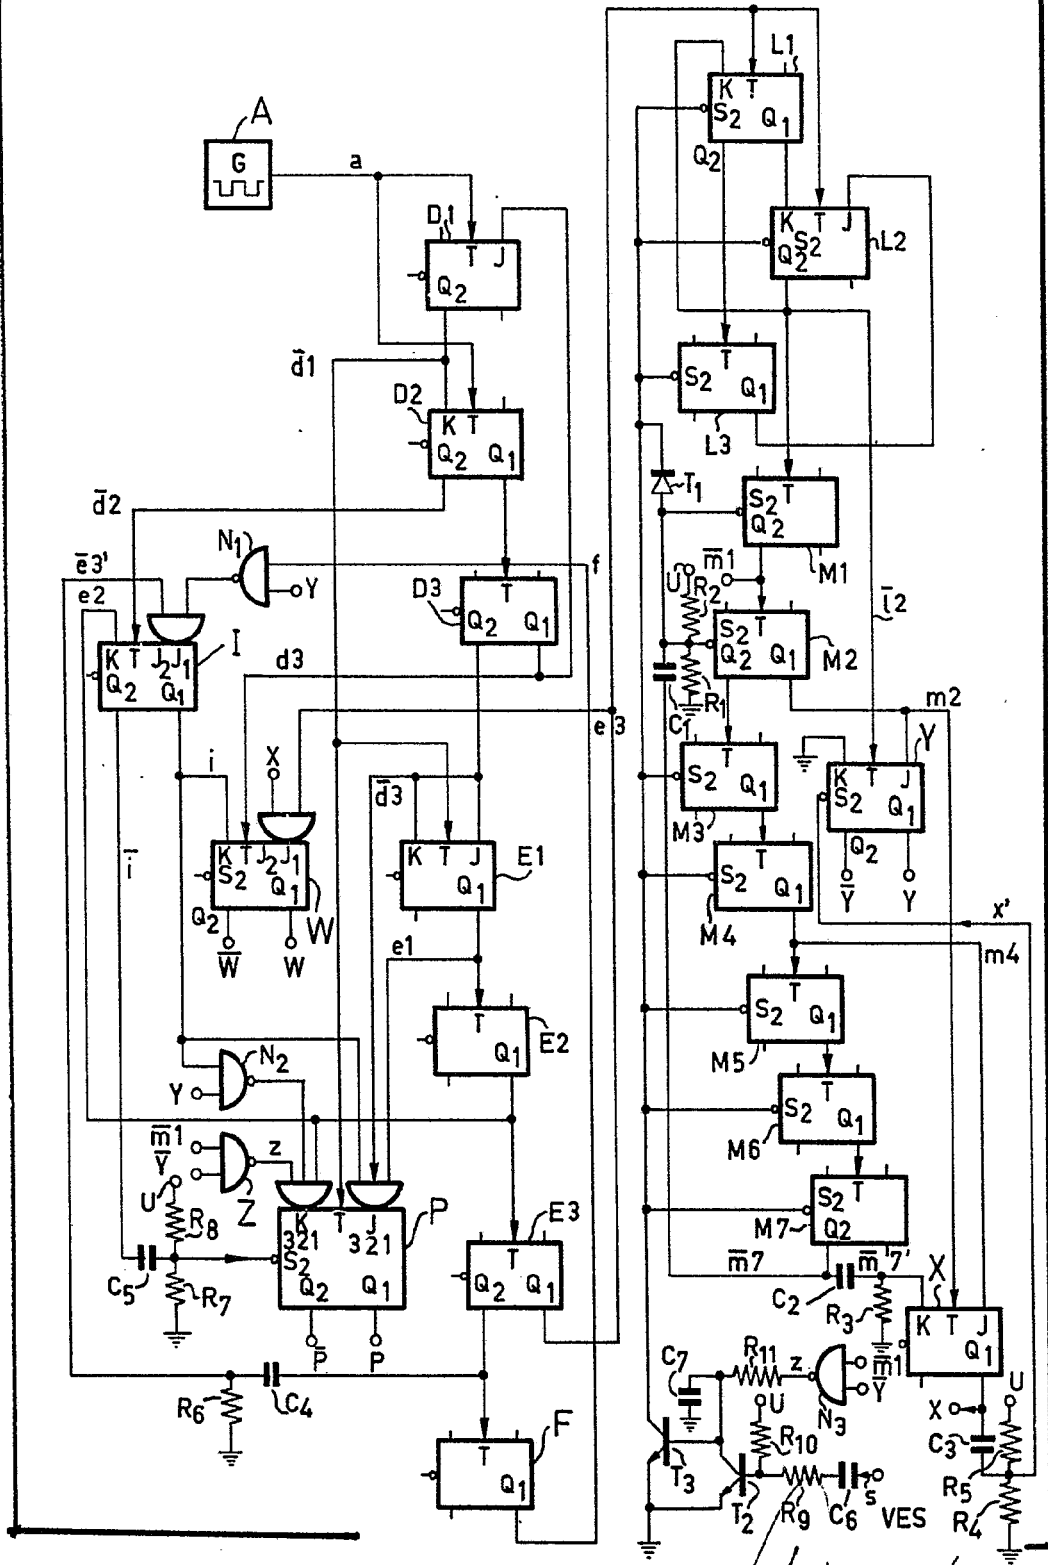 A
G
a
D1
T J
Q2
d̅1
D2
K T
Q2 Q1
d̅2
N1
Y
f
e̅3'
e2
D3
T
Q2 Q1
I
K T J2 J1
Q2 Q1
d3
e3
X
i
d̅3
i̅
K T J2 J1
S2
Q1
Q2
W
W̅ W
K T J
Q1
E1
e1
T
Q1
E2
N2
Y
m̅1
Y̅
z
Z
U
R8
C5
R7
K T J
321 321
S2
Q2 Q1
P
P̅ P
E3
T
Q2 Q1
R6
C4
F
T
Q1
L1
K T
S2 Q1
Q2
K T J
S2
Q2
L2
T
S2 Q1
L3
T1
S2 T
Q2
M1
U
R2
m̅1
l̅2
S2 T
Q2 Q1
M2
C1
R1
m2
Y
T
S2 Q1
M3
K T J
S2
Q1
Q2
Y̅ Y
T
S2 Q1
M4
x'
m4
T
S2 Q1
M5
T
S2 Q1
M6
S2 T
Q2
M7
m̅7
m̅7'
C2
R3
X
K T J
Q1
C7
R11
z
m̅1
Y̅
N3
U
R10
X
U
C3
R5
R4
T3
T2
R9
C6
s
VES